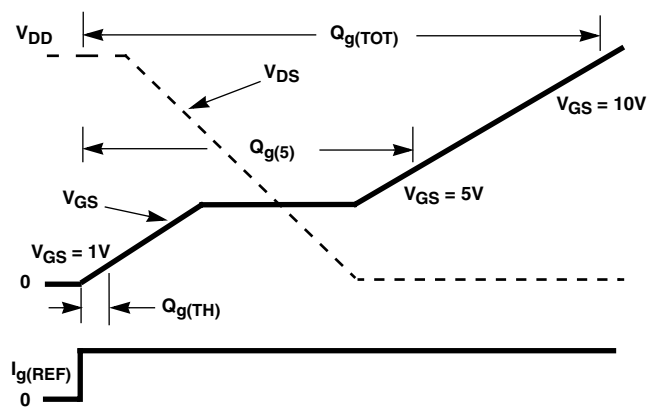 V_DD
Q_g(TOT)
V_DS
V_GS = 10V
Q_g(5)
V_GS = 5V
V_GS
V_GS = 1V
0
Q_g(TH)
I_g(REF)
0